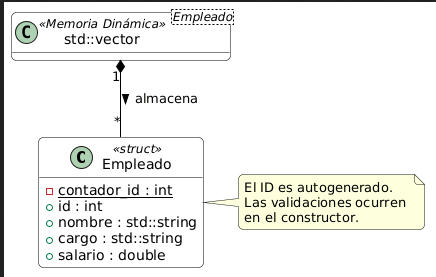 Empleado
C
«Memoria Dinámica»
std::vector
1
almacena
*
C
«struct»
Empleado
contador_id : int
id : int
nombre : std::string
cargo : std::string
salario : double
El ID es autogenerado.
Las validaciones ocurren
en el constructor.